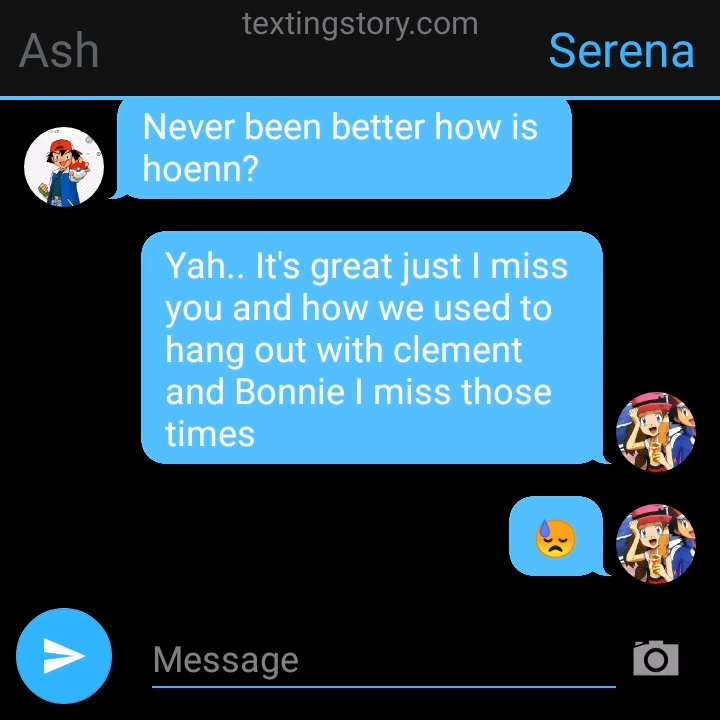 textingstory.com
Ash
Serena
Never been better how is
hoenn?
Yah.. It's great just I miss
you and how we used to
hang out with clement
and Bonnie I miss those
times
😓
Message